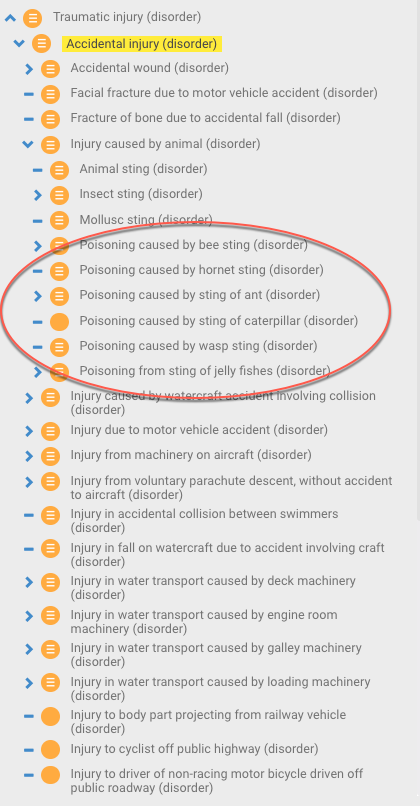 Traumatic injury (disorder)
Accidental injury (disorder)
Accidental wound (disorder)
Facial fracture due to motor vehicle accident (disorder)
Fracture of bone due to accidental fall (disorder)
Injury caused by animal (disorder)
Animal sting (disorder)
Insect sting (disorder)
Mollusc sting (disorder)
Poisoning caused by bee sting (disorder)
Poisoning caused by hornet sting (disorder)
Poisoning caused by sting of ant (disorder)
Poisoning caused by sting of caterpillar (disorder)
Poisoning caused by wasp sting (disorder)
Poisoning from sting of jelly fishes (disorder)
Injury caused by watercraft accident involving collision
(disorder)
Injury due to motor vehicle accident (disorder)
Injury from machinery on aircraft (disorder)
Injury from voluntary parachute descent, without accident
to aircraft (disorder)
Injury in accidental collision between swimmers
(disorder)
Injury in fall on watercraft due to accident involving craft
(disorder)
Injury in water transport caused by deck machinery
(disorder)
Injury in water transport caused by engine room
machinery (disorder)
Injury in water transport caused by galley machinery
(disorder)
Injury in water transport caused by loading machinery
(disorder)
Injury to body part projecting from railway vehicle
(disorder)
Injury to cyclist off public highway (disorder)
Injury to driver of non-racing motor bicycle driven off
public roadway (disorder)